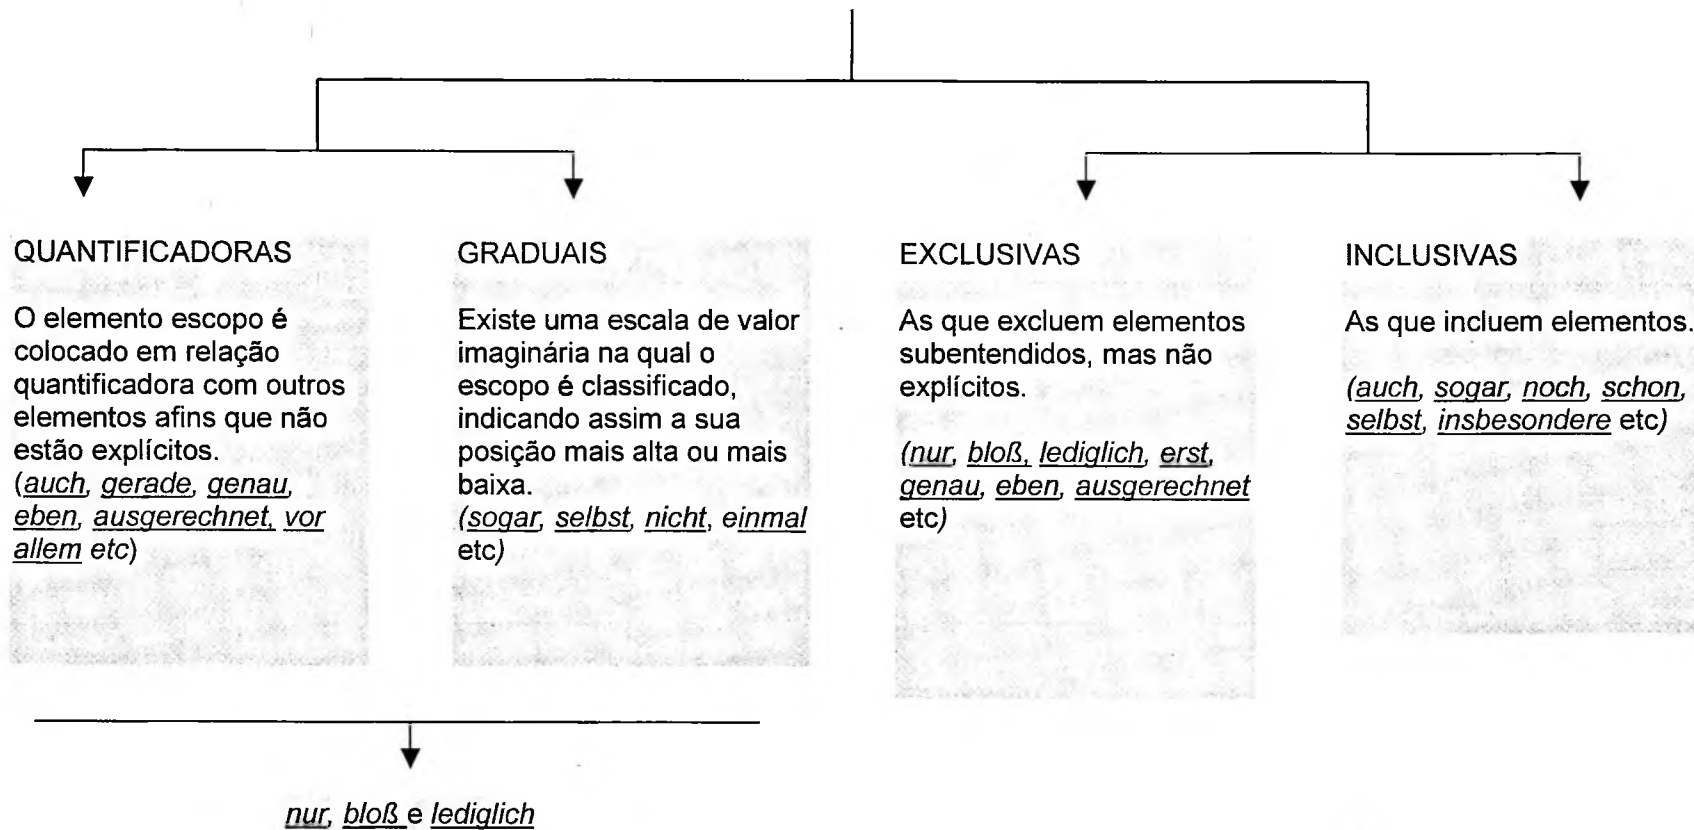 QUANTIFICADORAS
O elemento escopo é
colocado em relação
quantificadora com outros
elementos afins que não
estão explícitos.
(auch, gerade, genau,
eben, ausgerechnet, vor
allem etc)
GRADUAIS
Existe uma escala de valor
imaginária na qual o
escopo é classificado,
indicando assim a sua
posição mais alta ou mais
baixa.
(sogar, selbst, nicht, einmal
etc)
EXCLUSIVAS
As que excluem elementos
subentendidos, mas não
explícitos.
(nur, bloß, lediglich, erst,
genau, eben, ausgerechnet
etc)
INCLUSIVAS
As que incluem elementos.
(auch, sogar, noch, schon,
selbst, insbesondere etc)
nur, bloß e lediglich